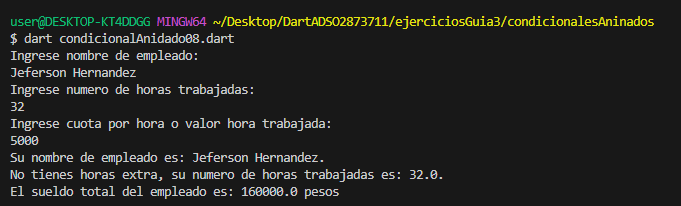 user@DESKTOP-KT4DDGG MINGW64 ~/Desktop/DartADSO2873711/ejerciciosGuia3/condicionalesAninados
$ dart condicionalAnidado08.dart
Ingrese nombre de empleado:
Jeferson Hernandez
Ingrese numero de horas trabajadas:
32
Ingrese cuota por hora o valor hora trabajada:
5000
Su nombre de empleado es: Jeferson Hernandez.
No tienes horas extra, su numero de horas trabajadas es: 32.0.
El sueldo total del empleado es: 160000.0 pesos